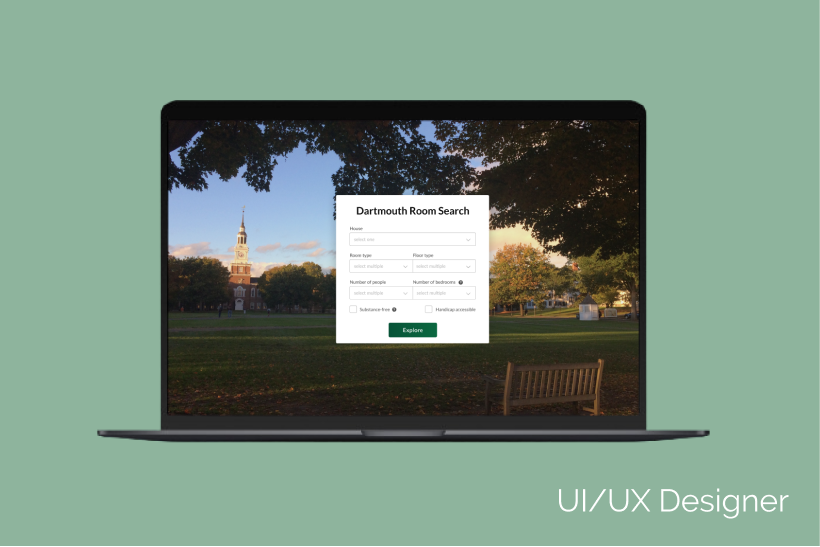 Dartmouth Room Search
House
select one
Room type Floor type
select multiple select multiple
Number of people Number of bedrooms ?
select multiple select multiple
Substance-free ? Handicap accessible
Explore
UI/UX Designer